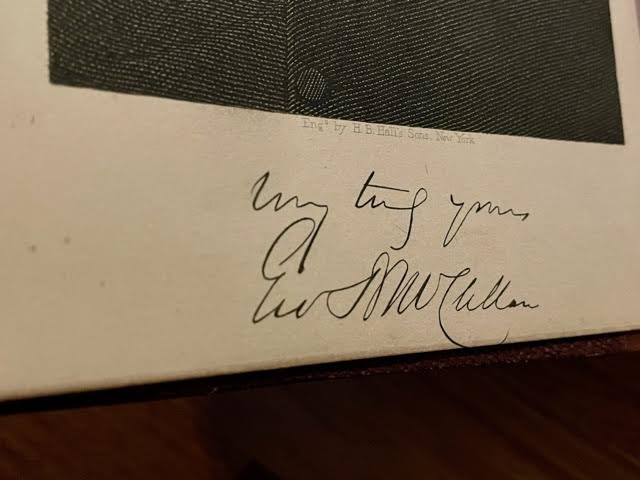 Engd by H.B.Hall's Sons, New York
very truly yours
Geo B McClellan